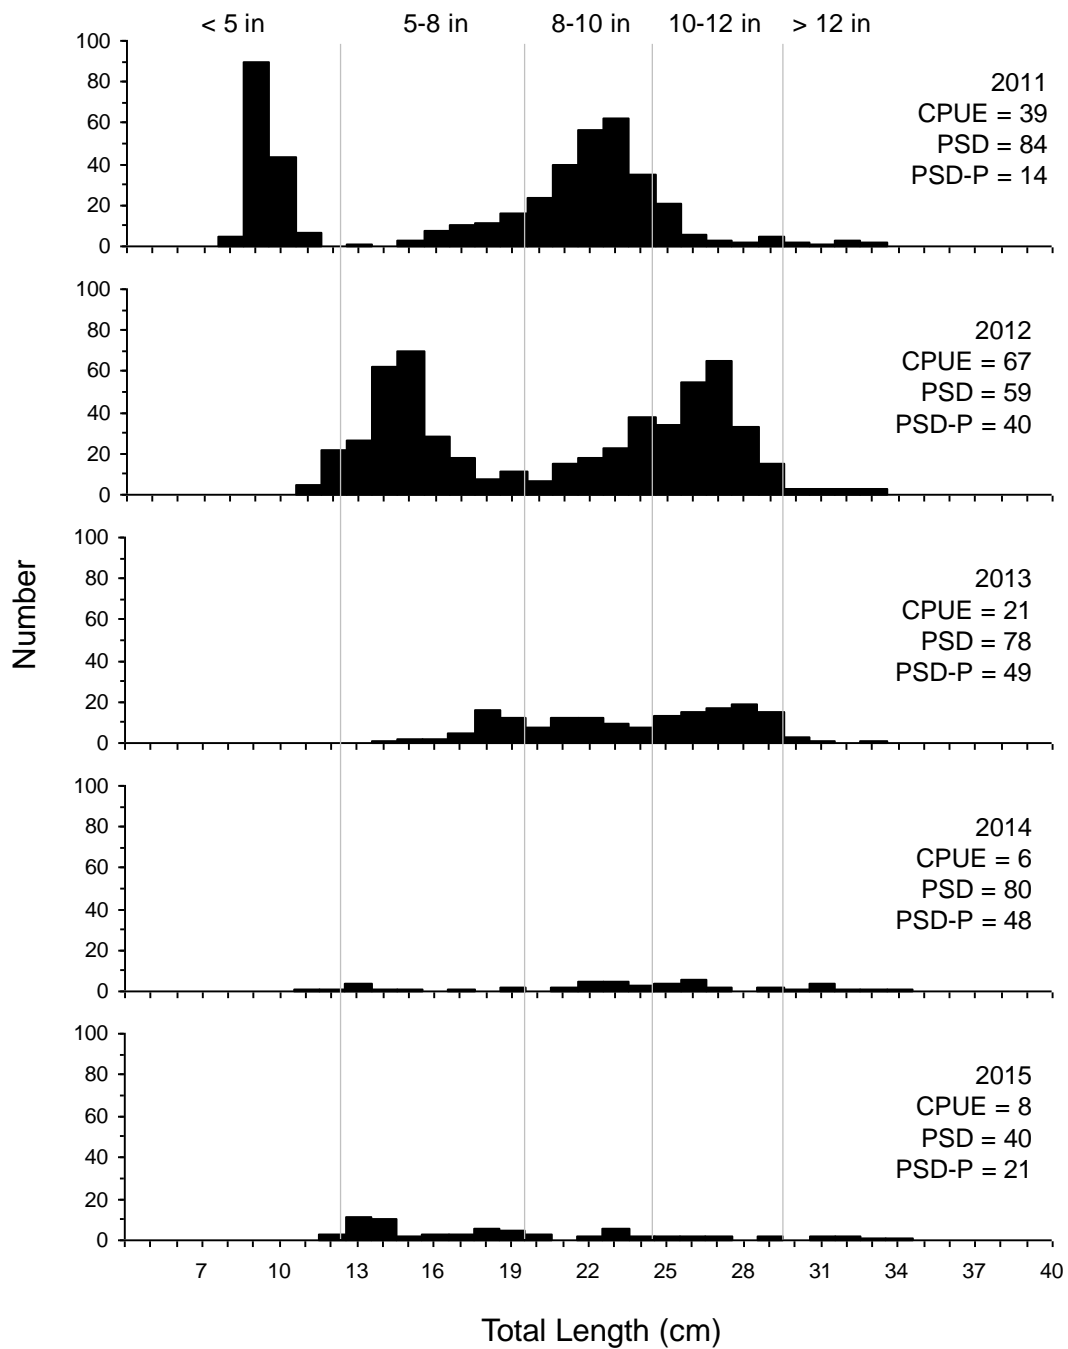 < 5 in 5-8 in 8-10 in 10-12 in > 12 in
100
80
60
40
20
0
2011
CPUE = 39
PSD = 84
PSD-P = 14
100
80
60
40
20
0
2012
CPUE = 67
PSD = 59
PSD-P = 40
100
80
60
40
20
0
2013
CPUE = 21
PSD = 78
PSD-P = 49
100
80
60
40
20
0
2014
CPUE = 6
PSD = 80
PSD-P = 48
100
80
60
40
20
0
2015
CPUE = 8
PSD = 40
PSD-P = 21
7 10 13 16 19 22 25 28 31 34 37 40
Number
Total Length (cm)